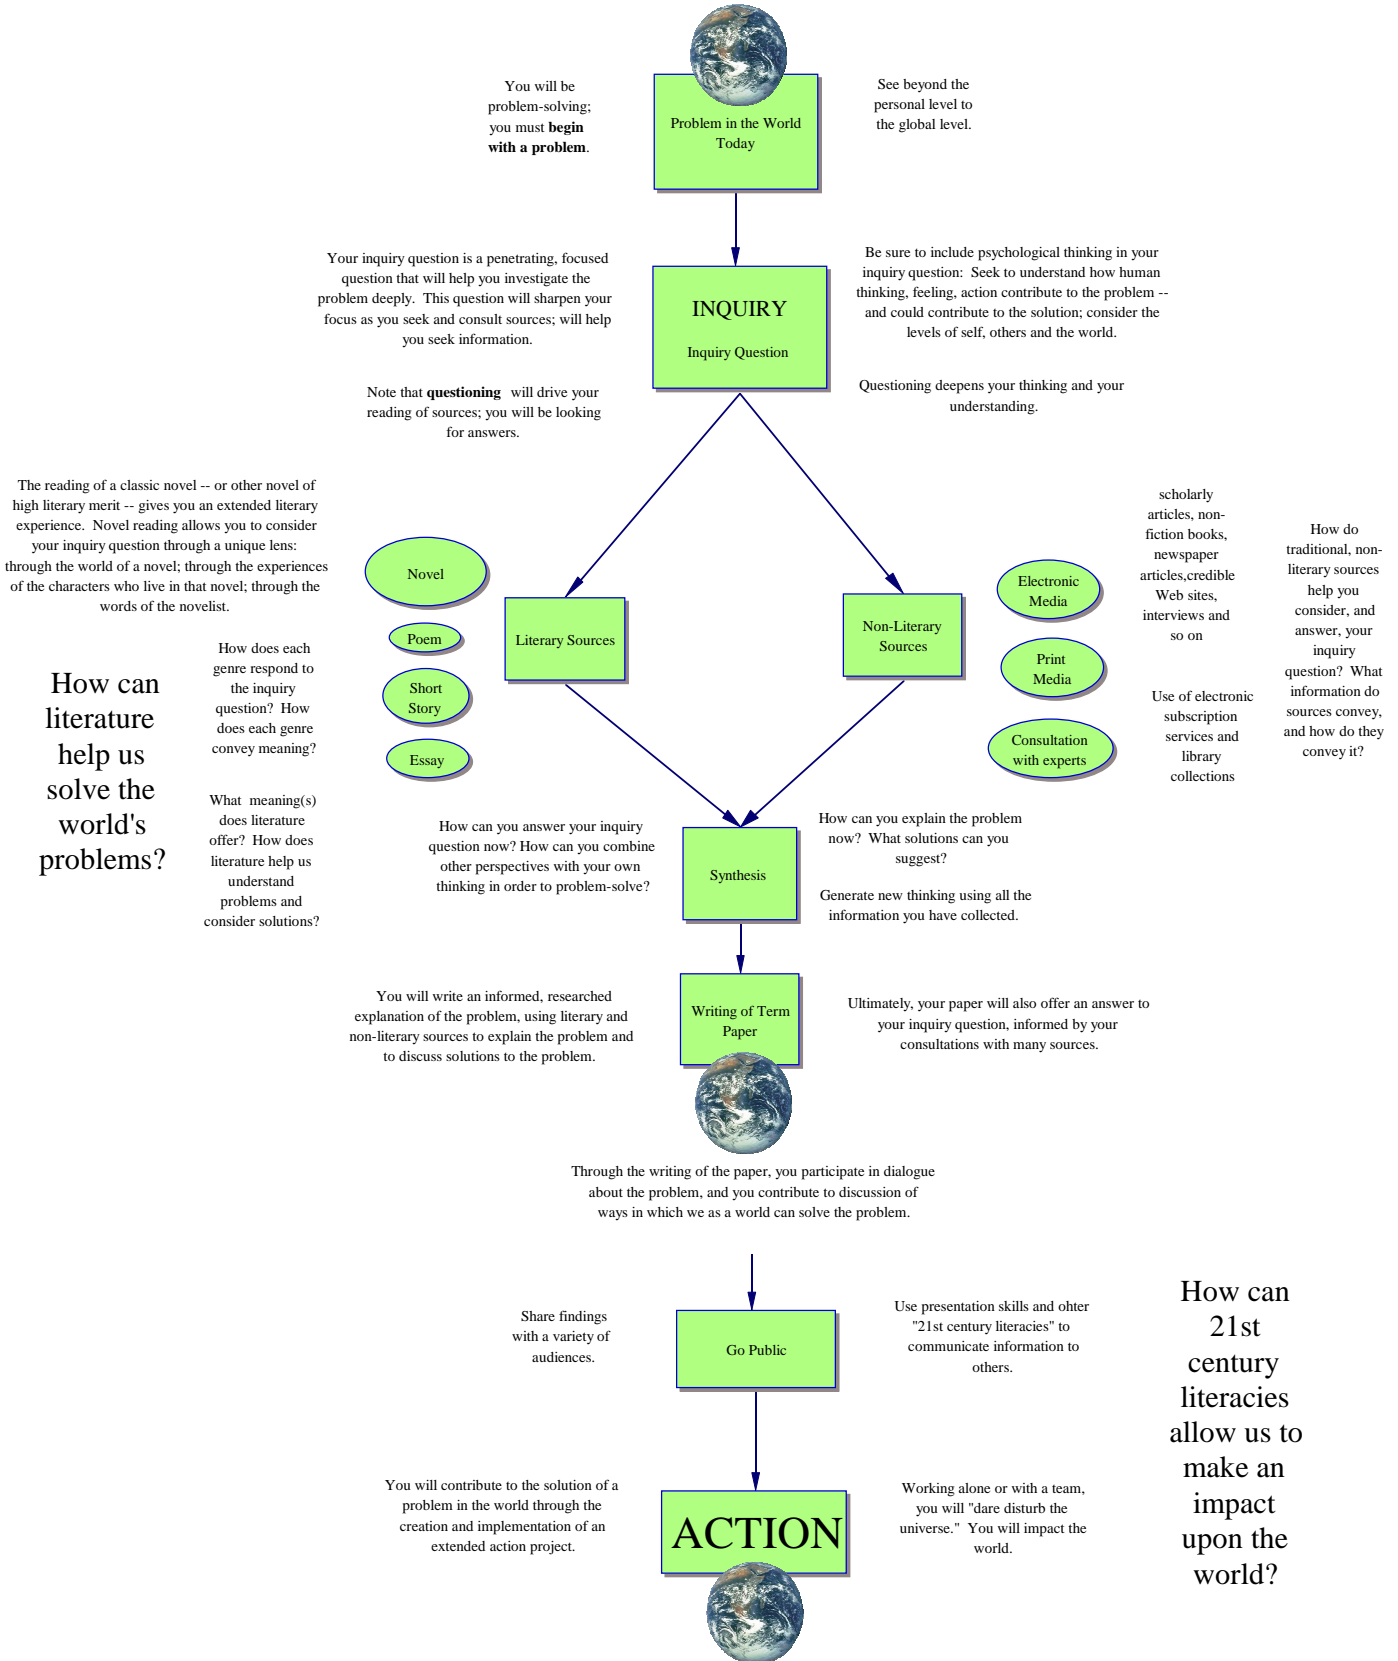 You will be
problem-solving;
you must begin
with a problem.
Problem in the World
Today
See beyond the
personal level to
the global level.
Your inquiry question is a penetrating, focused
question that will help you investigate the
problem deeply.  This question will sharpen your
focus as you seek and consult sources; will help
you seek information.
Note that questioning  will drive your
reading of sources; you will be looking
for answers.
INQUIRY
Inquiry Question
Be sure to include psychological thinking in your
inquiry question:  Seek to understand how human
thinking, feeling, action contribute to the problem --
and could contribute to the solution; consider the
levels of self, others and the world.
Questioning deepens your thinking and your
understanding.
The reading of a classic novel -- or other novel of
high literary merit -- gives you an extended literary
experience.  Novel reading allows you to consider
your inquiry question through a unique lens:
through the world of a novel; through the experiences
of the characters who live in that novel; through the
words of the novelist.
How can
literature
help us
solve the
world's
problems?
How does each
genre respond to
the inquiry
question?  How
does each genre
convey meaning?
What  meaning(s)
does literature
offer?  How does
literature help us
understand
problems and
consider solutions?
Novel
Poem
Short
Story
Essay
Literary Sources
Non-Literary
Sources
Electronic
Media
Print
Media
Consultation
with experts
scholarly
articles, non-
fiction books,
newspaper
articles,credible
Web sites,
interviews and
so on
Use of electronic
subscription
services and
library
collections
How do
traditional, non-
literary sources
help you
consider, and
answer, your
inquiry
question?  What
information do
sources convey,
and how do they
convey it?
How can you answer your inquiry
question now? How can you combine
other perspectives with your own
thinking in order to problem-solve?
Synthesis
How can you explain the problem
now?  What solutions can you
suggest?
Generate new thinking using all the
information you have collected.
You will write an informed, researched
explanation of the problem, using literary and
non-literary sources to explain the problem and
to discuss solutions to the problem.
Writing of Term
Paper
Ultimately, your paper will also offer an answer to
your inquiry question, informed by your
consultations with many sources.
Through the writing of the paper, you participate in dialogue
about the problem, and you contribute to discussion of
ways in which we as a world can solve the problem.
Share findings
with a variety of
audiences.
Go Public
Use presentation skills and ohter
"21st century literacies" to
communicate information to
others.
How can
21st
century
literacies
allow us to
make an
impact
upon the
world?
You will contribute to the solution of a
problem in the world through the
creation and implementation of an
extended action project.
ACTION
Working alone or with a team,
you will "dare disturb the
universe."  You will impact the
world.